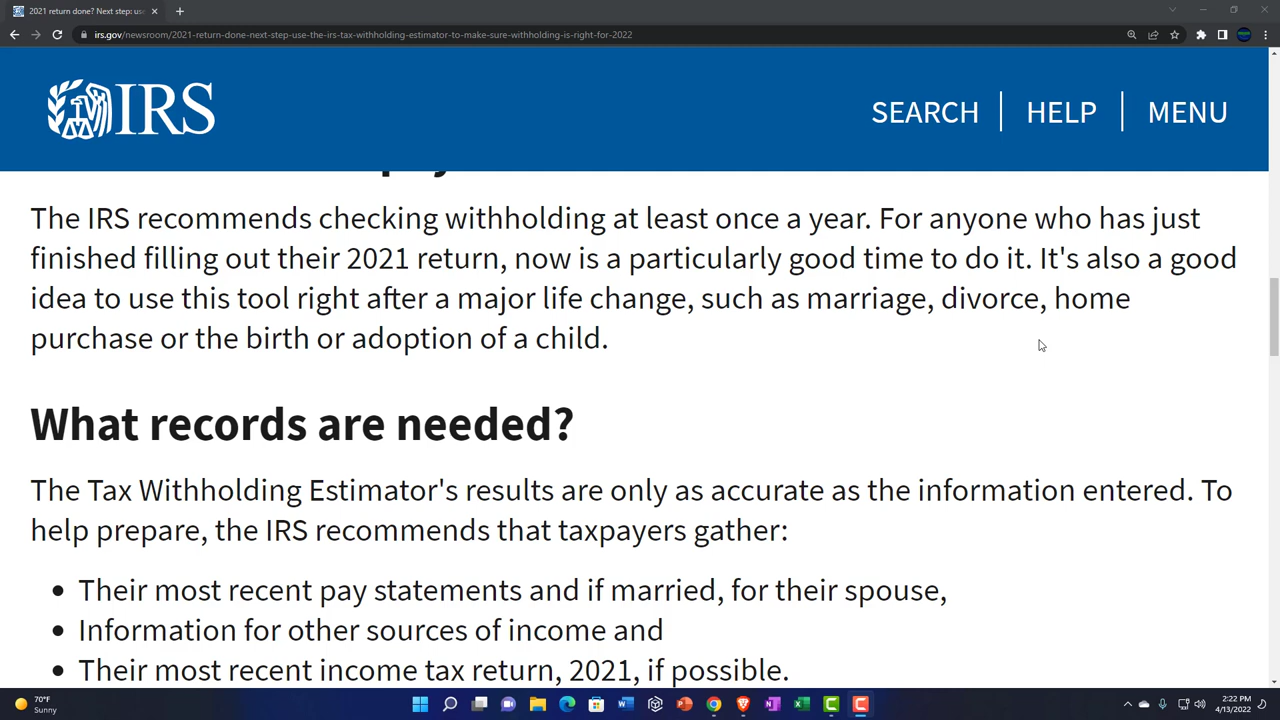 2021 return done? Next step: use
irs.gov/newsroom/2021-return-done-next-step-use-the-irs-tax-withholding-estimator-to-make-sure-withholding-is-right-for-2022
IRS
SEARCH
HELP
MENU
The IRS recommends checking withholding at least once a year. For anyone who has just
finished filling out their 2021 return, now is a particularly good time to do it. It's also a good
idea to use this tool right after a major life change, such as marriage, divorce, home
purchase or the birth or adoption of a child.
What records are needed?
The Tax Withholding Estimator's results are only as accurate as the information entered. To
help prepare, the IRS recommends that taxpayers gather:
Their most recent pay statements and if married, for their spouse,
Information for other sources of income and
Their most recent income tax return, 2021, if possible.
70°F
Sunny
2:22 PM
4/13/2022